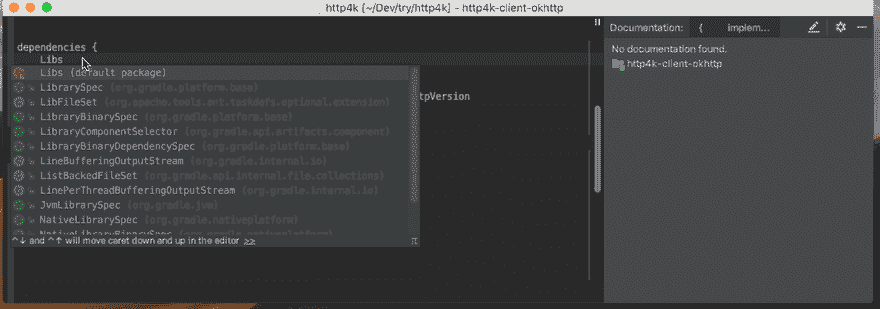 http4k [~/Dev/try/http4k] - http4k-client-okhttp
Documentation: { implem...
dependencies {
Libs
No documentation found.
http4k-client-okhttp
Libs (default package)
LibrarySpec (org.gradle.platform.base)
tpVersion
LibFileSet (org.apache.tools.ant.taskdefs.optional.extension)
LibraryBinarySpec (org.gradle.platform.base)
LibraryComponentSelector (org.gradle.api.artifacts.component)
LibraryBinaryDependencySpec (org.gradle.platform.base)
LineBufferingOutputStream (org.gradle.internal.io)
ListBackedFileSet (org.gradle.api.internal.file.collections)
LinePerThreadBufferingOutputStream (org.gradle.internal.io)
JvmLibrarySpec (org.gradle.jvm)
NativeLibrarySpec (org.gradle.nativeplatform)
NativeLibraryBinarySpec (org.gradle.nativeplatform)
^↓ and ^↑ will move caret down and up in the editor >> π